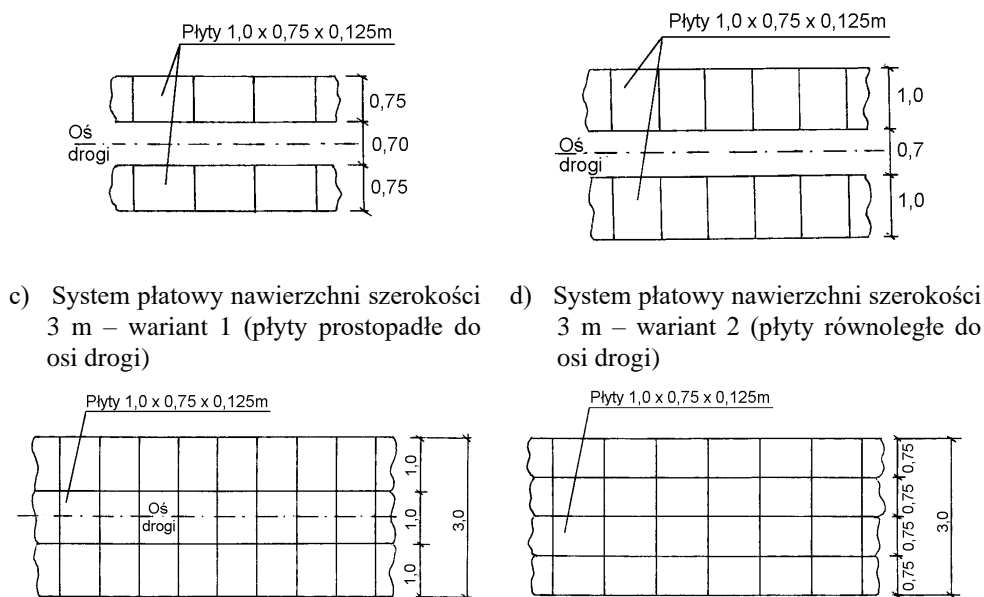 Płyty 1,0 x 0,75 x 0,125m
0,75
Oś
drogi
0,70
0,75
Płyty 1,0 x 0,75 x 0,125m
1,0
Oś
drogi
0,7
1,0
c) System płatowy nawierzchni szerokości
3 m – wariant 1 (płyty prostopadłe do
osi drogi)
d) System płatowy nawierzchni szerokości
3 m – wariant 2 (płyty równoległe do
osi drogi)
Płyty 1,0 x 0,75 x 0,125m
1,0
Oś
drogi
1,0
1,0
3,0
Płyty 1,0 x 0,75 x 0,125m
0,75
0,75
0,75
0,75
3,0